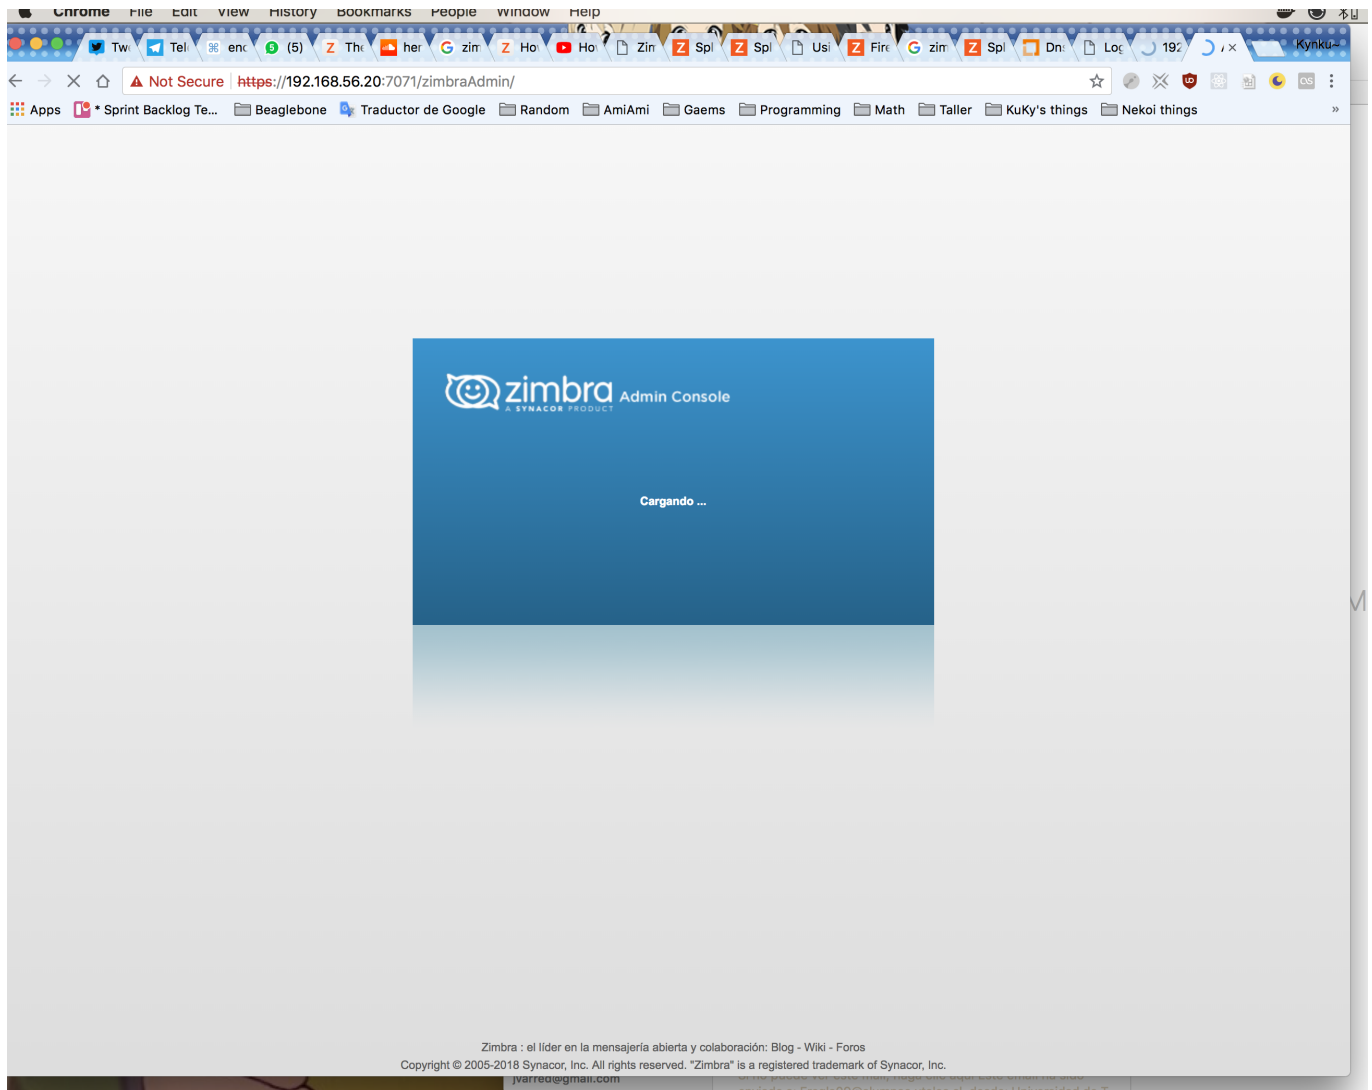 Chrome File Edit View History Bookmarks People Window Help
Tw Tel enc (5) The her zim Ho Ho Zim Spl Spl Usi Fire zim Spl Dns Log 192 Kynku~
Not Secure https://192.168.56.20:7071/zimbraAdmin/
Apps * Sprint Backlog Te... Beaglebone Traductor de Google Random AmiAmi Gaems Programming Math Taller KuKy's things Nekoi things »
zimbra Admin Console
A SYNACOR PRODUCT
Cargando ...
M
Zimbra : el líder en la mensajería abierta y colaboración: Blog - Wiki - Foros
Copyright © 2005-2018 Synacor, Inc. All rights reserved. "Zimbra" is a registered trademark of Synacor, Inc.
jvarred@gmail.com